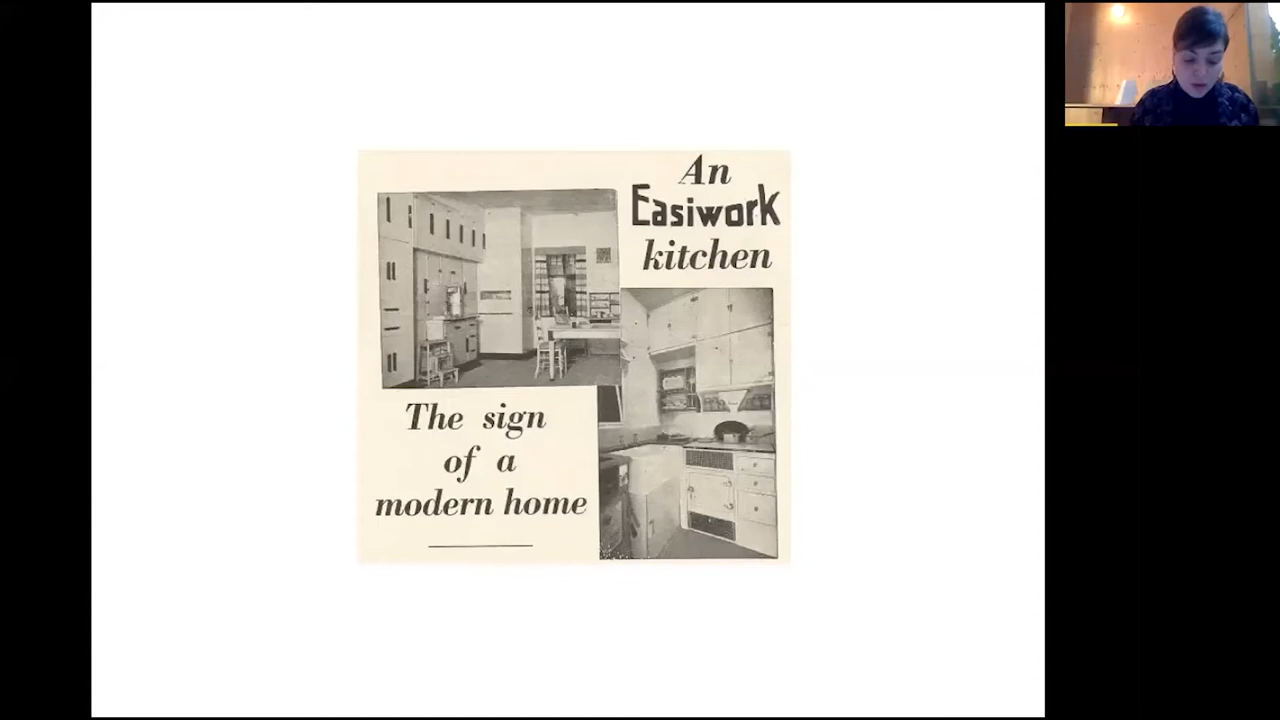 An
Easiwork
kitchen
The sign
of a
modern home